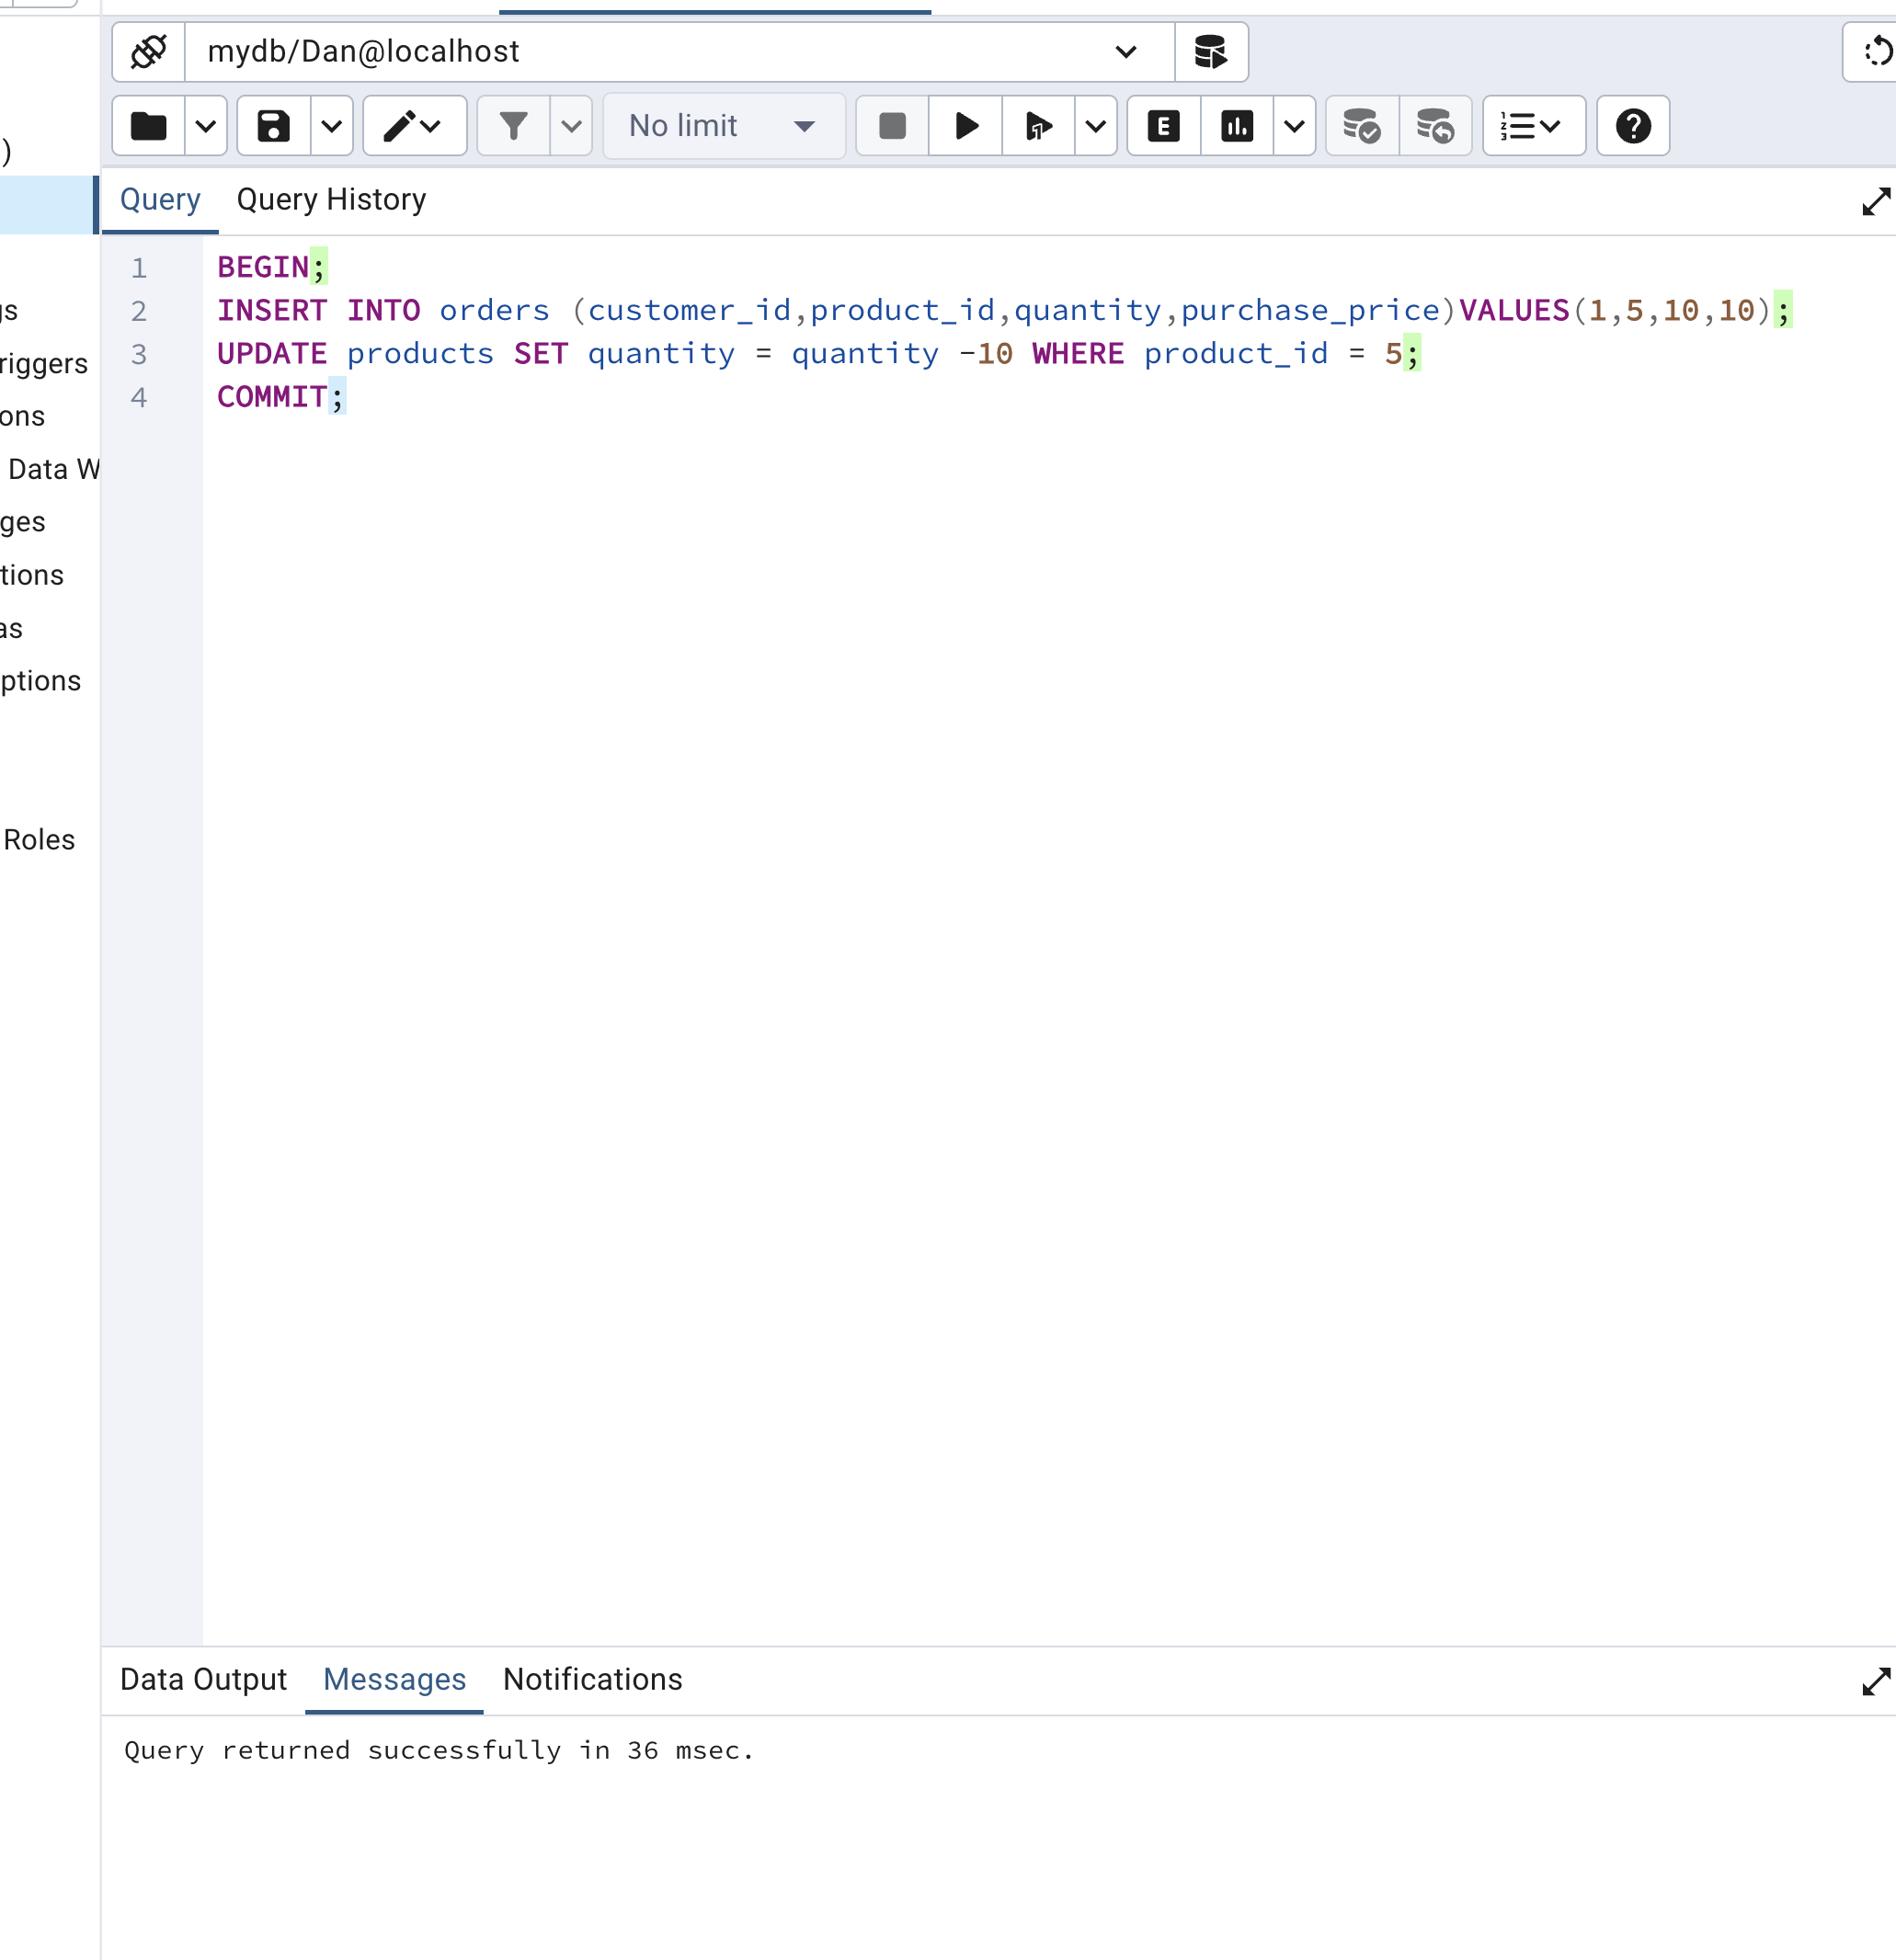 mydb/Dan@localhost
No limit
)
Query Query History
1 BEGIN;
2 INSERT INTO orders (customer_id,product_id,quantity,purchase_price)VALUES(1,5,10,10);
3 UPDATE products SET quantity = quantity -10 WHERE product_id = 5;
4 COMMIT;
gs
riggers
ons
Data W
ges
tions
as
ptions
Roles
Data Output Messages Notifications
Query returned successfully in 36 msec.